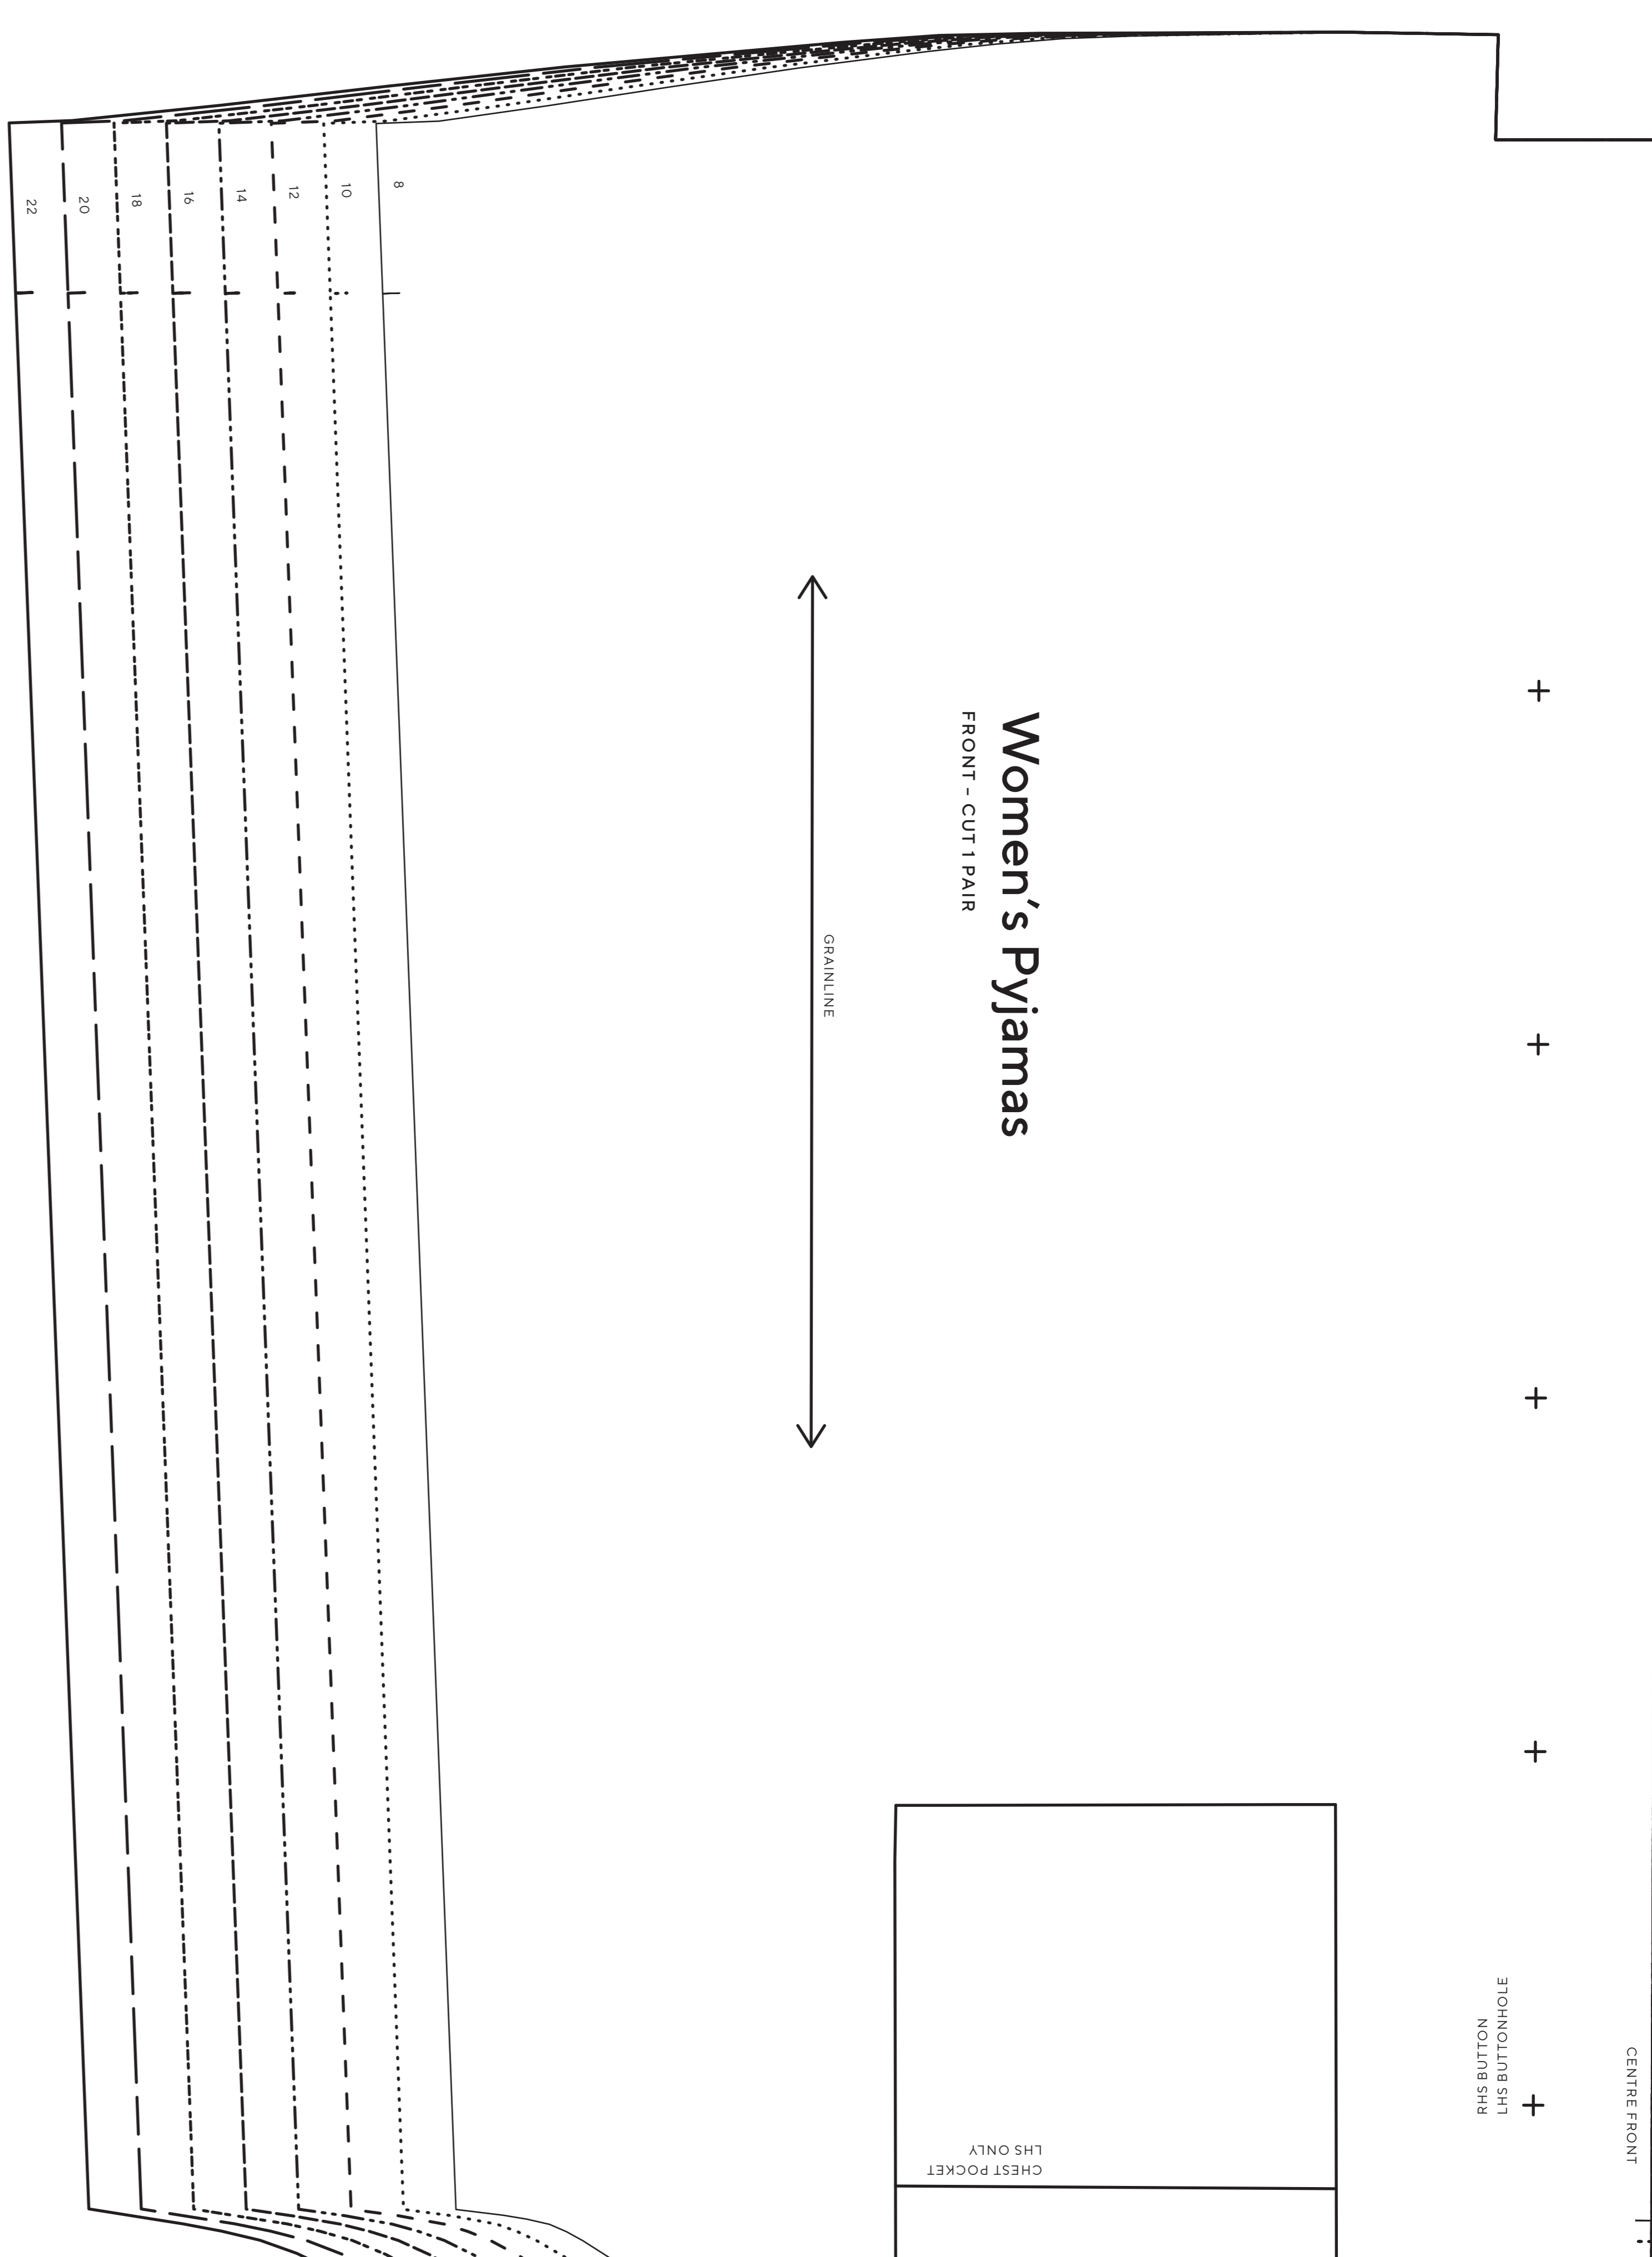 22
20
18
16
14
12
10
8
Women's Pyjamas
FRONT – CUT 1 PAIR
GRAINLINE
RHS BUTTON
LHS BUTTONHOLE
CENTRE FRONT
CHEST POCKET
LHS ONLY